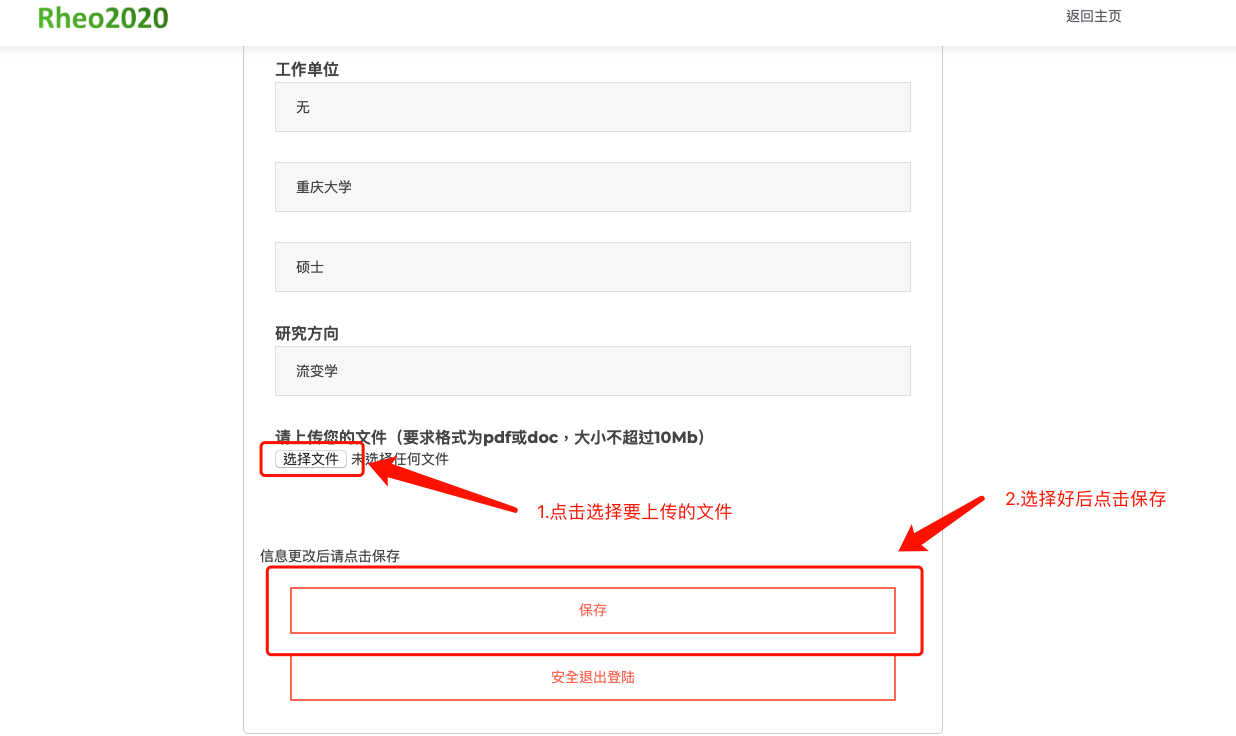 Rheo2020
返回主页
工作单位
无
重庆大学
硕士
研究方向
流变学
请上传您的文件（要求格式为pdf或doc，大小不超过10Mb）
选择文件 未选择任何文件
1.点击选择要上传的文件
2.选择好后点击保存
信息更改后请点击保存
保存
安全退出登陆